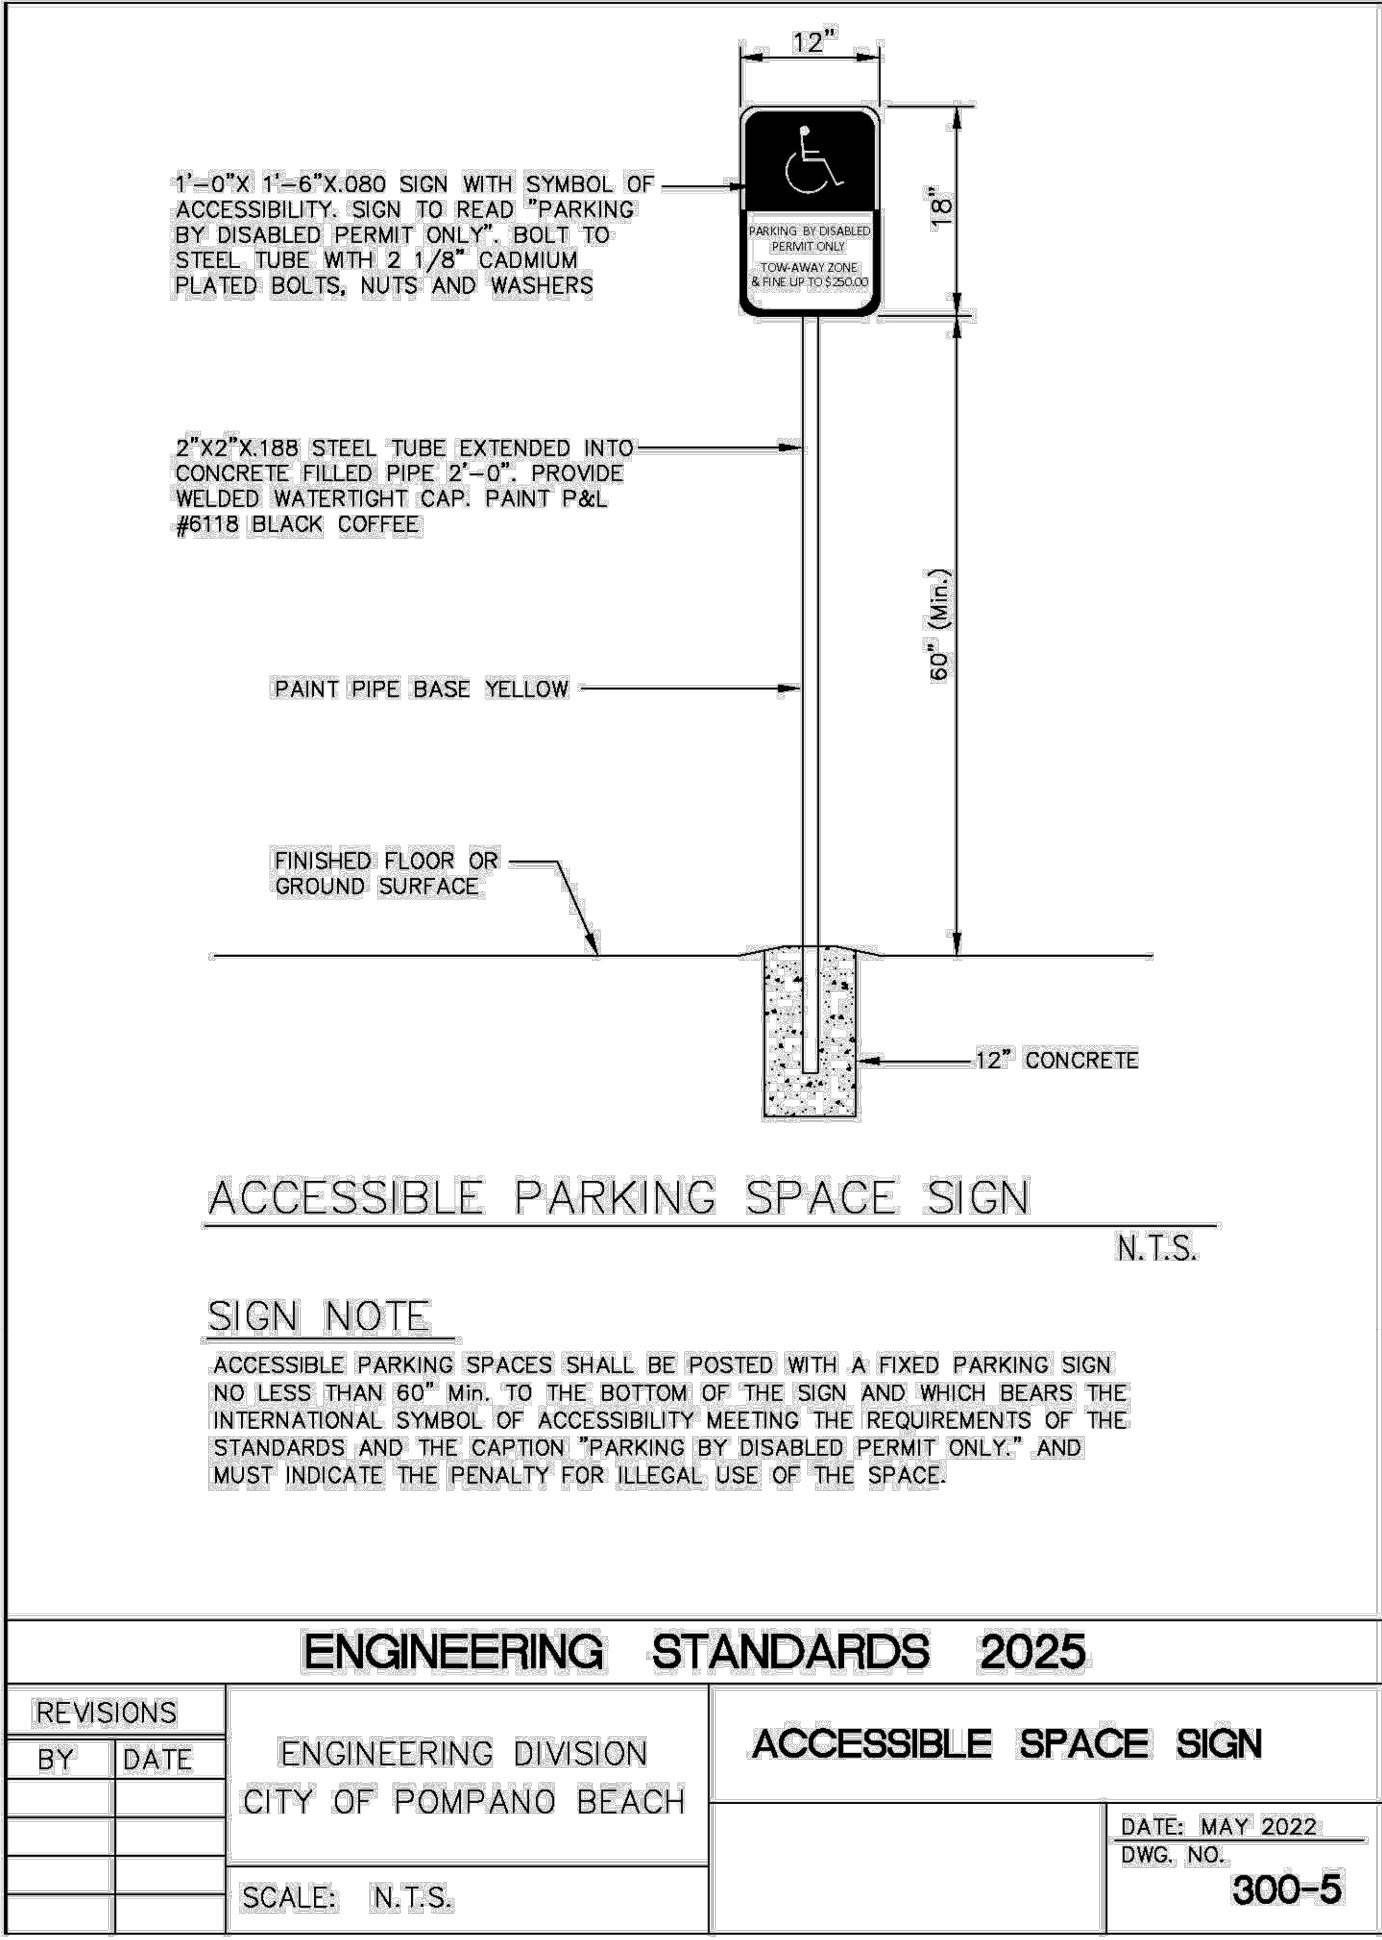 12"
1'-0"X 1'-6"X.080 SIGN WITH SYMBOL OF
ACCESSIBILITY. SIGN TO READ "PARKING
BY DISABLED PERMIT ONLY". BOLT TO
STEEL TUBE WITH 2 1/8" CADMIUM
PLATED BOLTS, NUTS AND WASHERS
18"
PARKING BY DISABLED
PERMIT ONLY
TOW-AWAY ZONE
& FINE UP TO $250.00
2"X2"X.188 STEEL TUBE EXTENDED INTO
CONCRETE FILLED PIPE 2'-0". PROVIDE
WELDED WATERTIGHT CAP. PAINT P&L
#6118 BLACK COFFEE
60" (Min.)
PAINT PIPE BASE YELLOW
FINISHED FLOOR OR
GROUND SURFACE
12" CONCRETE
ACCESSIBLE PARKING SPACE SIGN
N.T.S.
SIGN NOTE
ACCESSIBLE PARKING SPACES SHALL BE POSTED WITH A FIXED PARKING SIGN
NO LESS THAN 60" Min. TO THE BOTTOM OF THE SIGN AND WHICH BEARS THE
INTERNATIONAL SYMBOL OF ACCESSIBILITY MEETING THE REQUIREMENTS OF THE
STANDARDS AND THE CAPTION "PARKING BY DISABLED PERMIT ONLY." AND
MUST INDICATE THE PENALTY FOR ILLEGAL USE OF THE SPACE.
ENGINEERING STANDARDS 2025
REVISIONS
BY DATE
ENGINEERING DIVISION
CITY OF POMPANO BEACH
SCALE: N.T.S.
ACCESSIBLE SPACE SIGN
DATE: MAY 2022
DWG. NO.
300-5